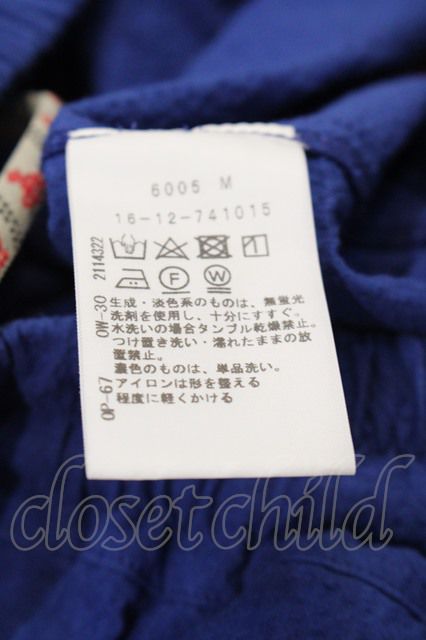 6005 M
16-12-741015
2114322
OW-30
OP-67
生成・淡色系のものは、無蛍光
洗剤を使用し、十分にすすぐ。
水洗いの場合タンブル乾燥禁止。
つけ置き洗い・濡れたままの放
置禁止。
濃色のものは、単品洗い。
アイロンは形を整える
程度に軽くかける
F W
closetchild